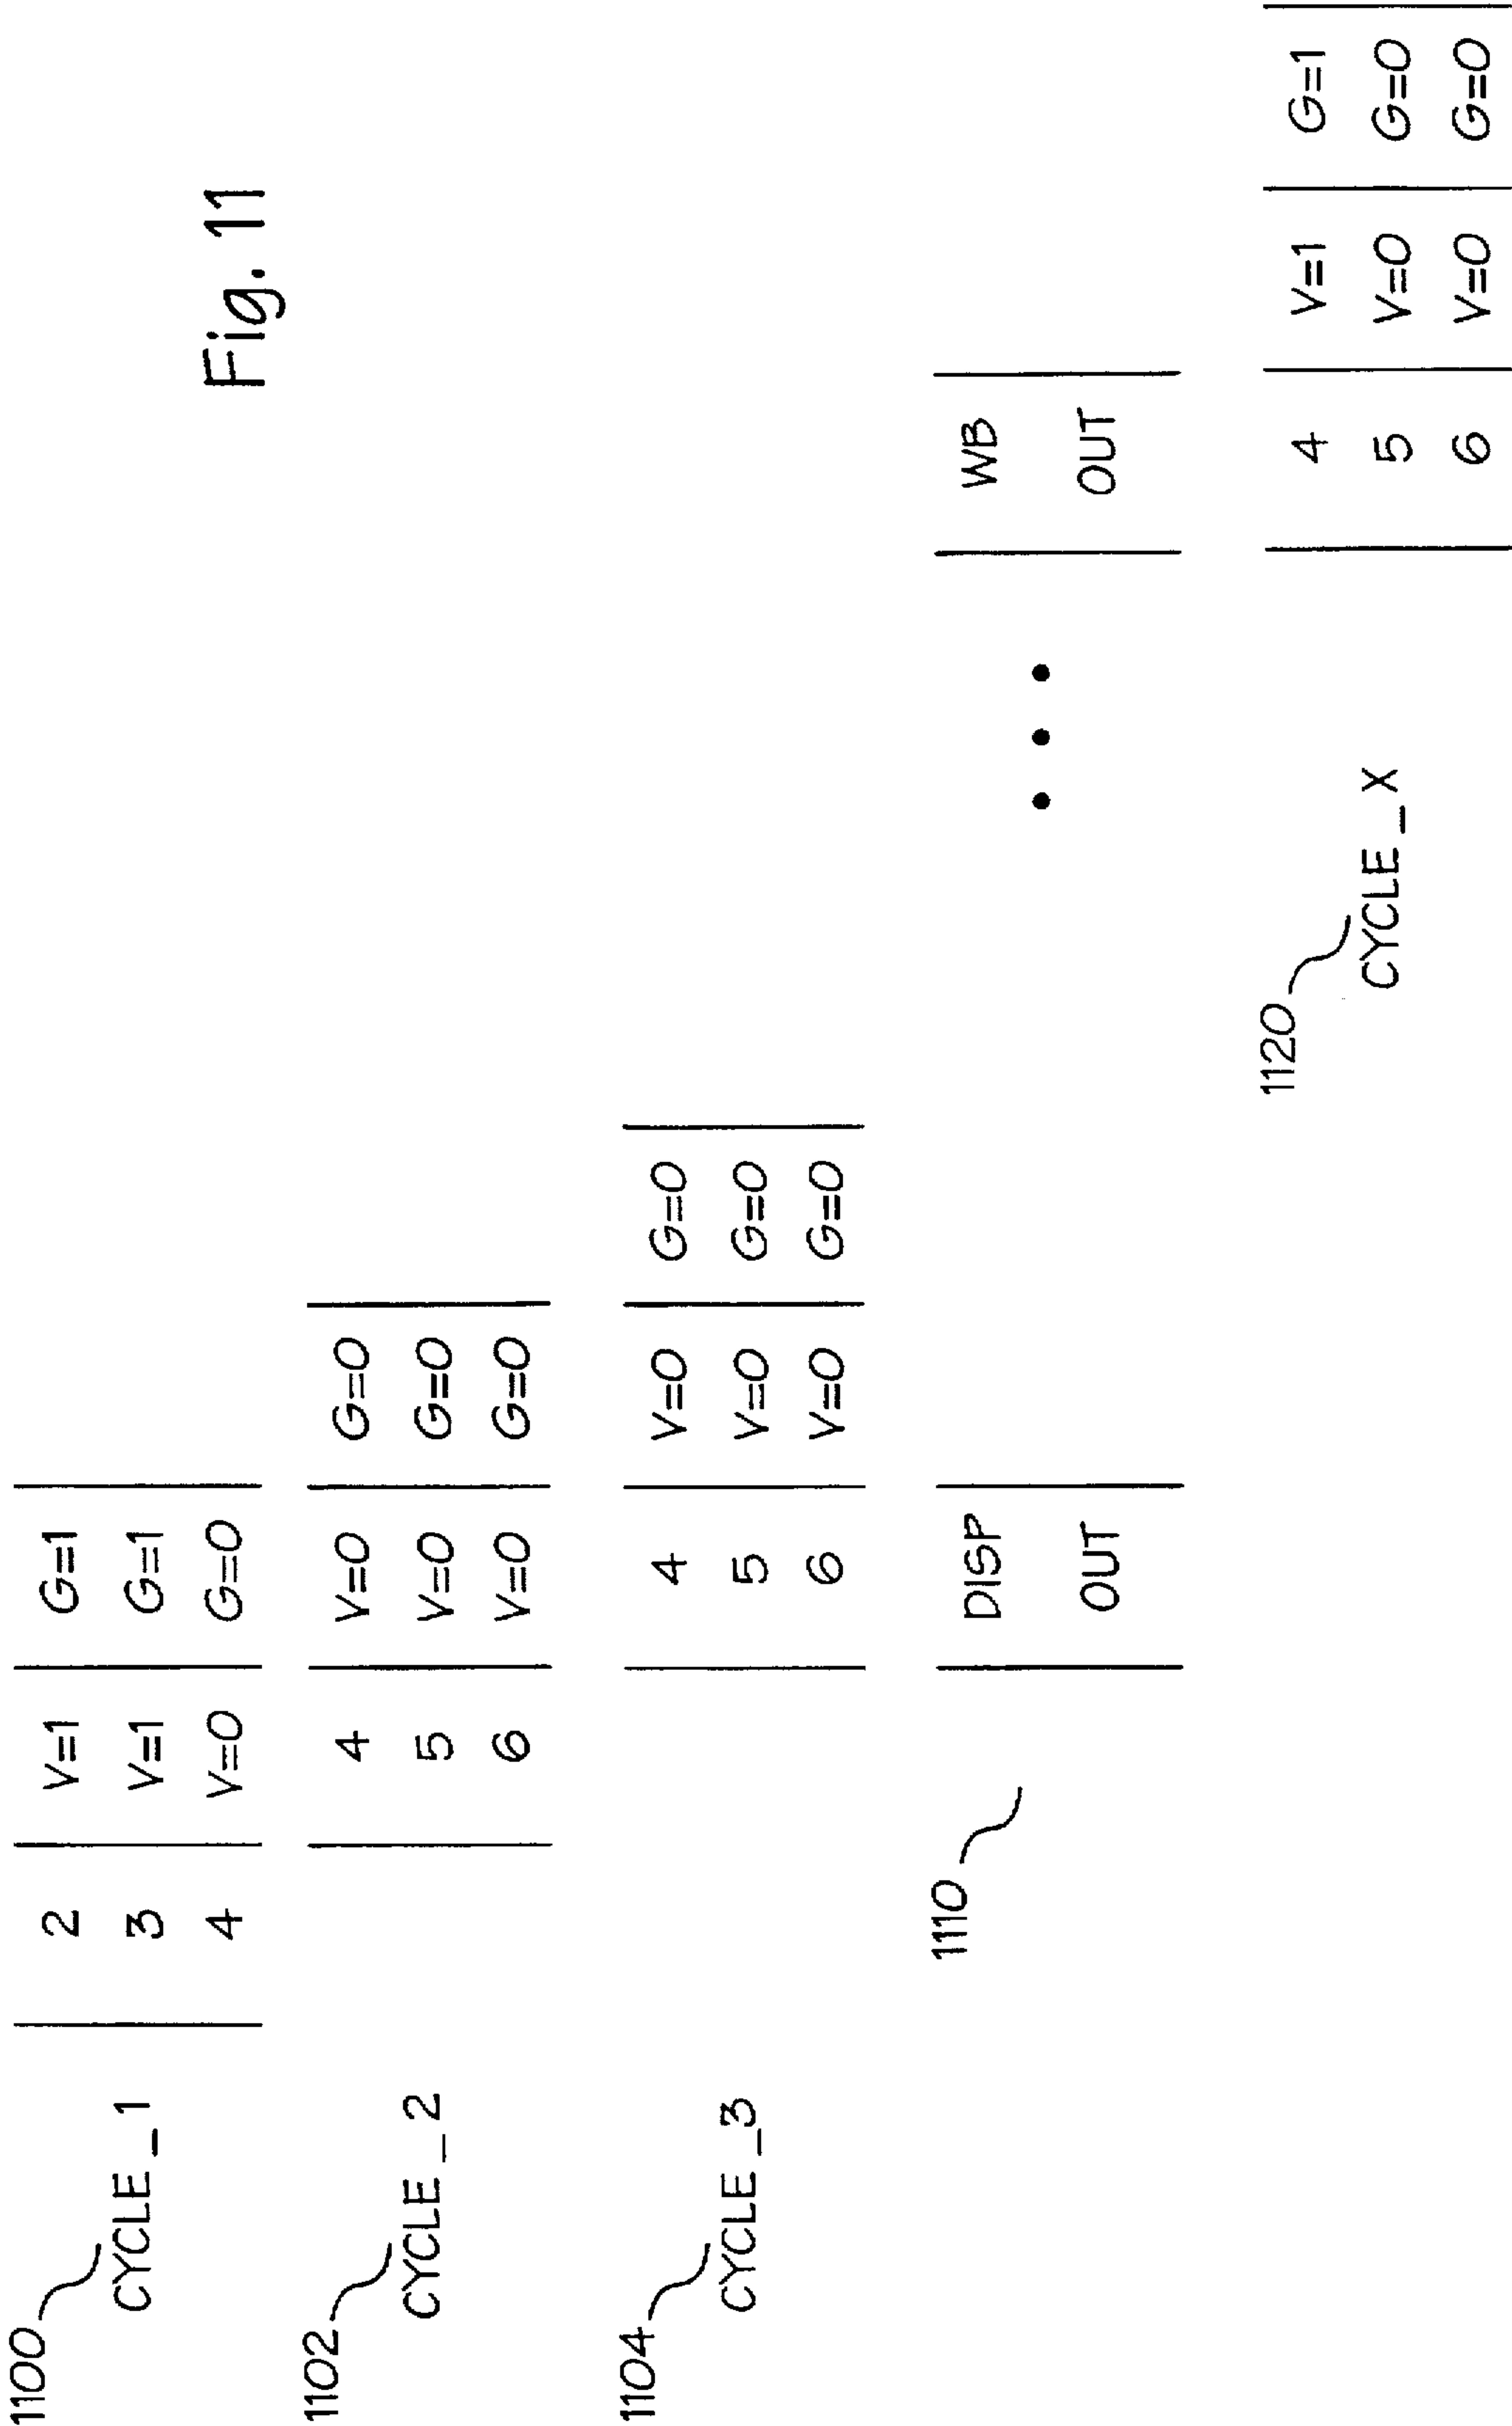 1100
CYCLE_1
2 V=1 G=1
3 V=1 G=1
4 V=0 G=0
Fig. 11
1102
CYCLE_2
4 V=0 G=0
5 V=0 G=0
6 V=0 G=0
1104
CYCLE_3
4 V=0 G=0
5 V=0 G=0
6 V=0 G=0
1110
DISP
OUT
• • •
WB
OUT
1120
CYCLE_X
4 V=1 G=1
5 V=0 G=0
6 V=0 G=0